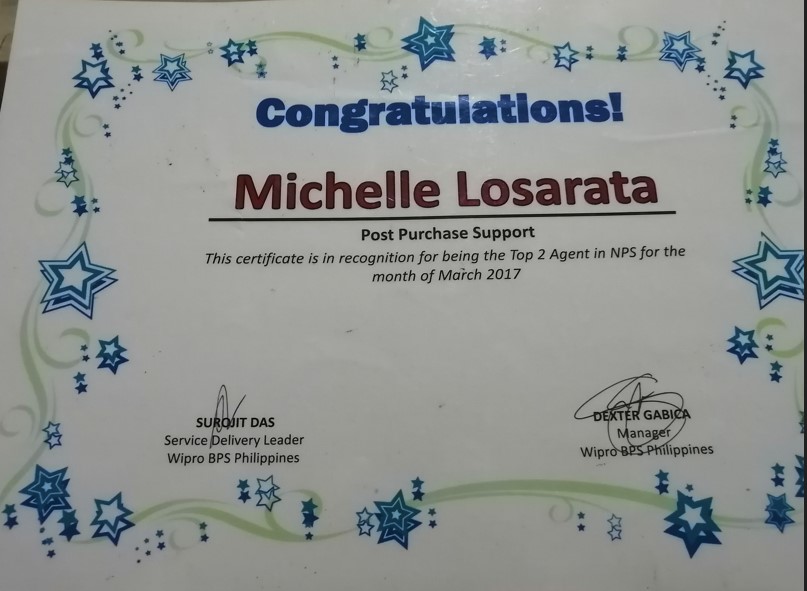 Congratulations!
Michelle Losarata
Post Purchase Support
This certificate is in recognition for being the Top 2 Agent in NPS for the
month of March 2017
SUROJIT DAS
Service Delivery Leader
Wipro BPS Philippines
DEXTER GABICA
Manager
Wipro BPS Philippines